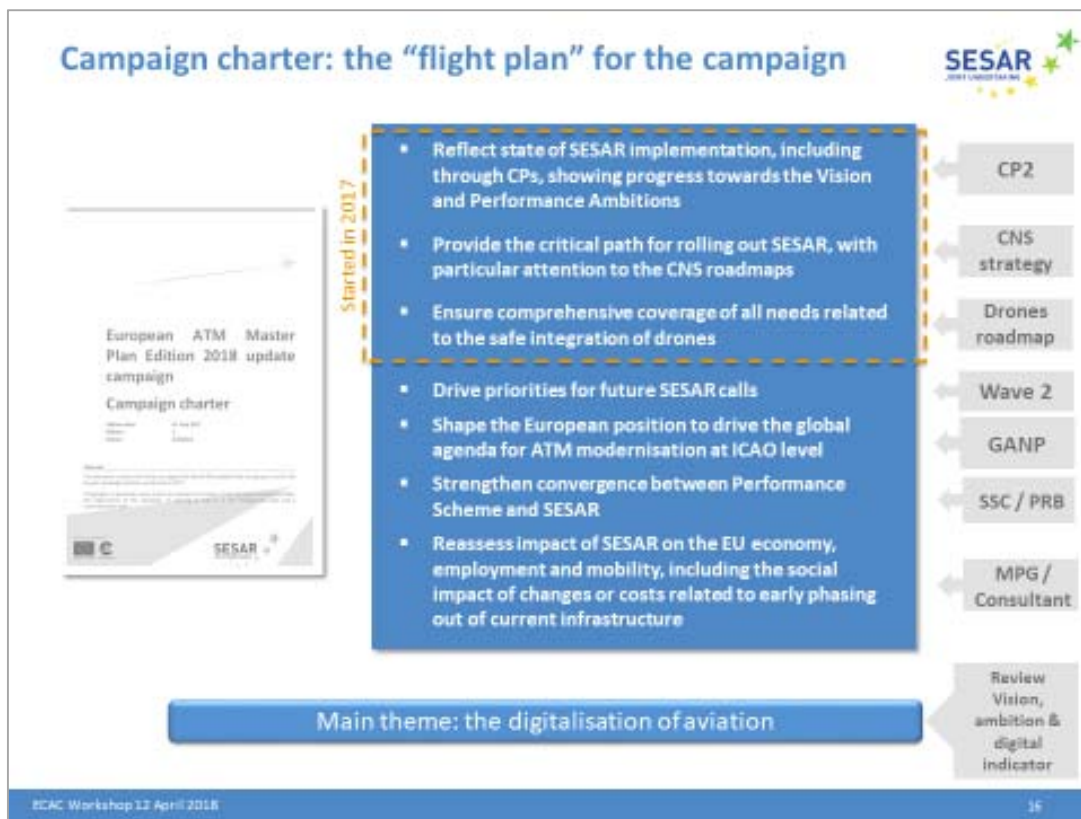 Campaign charter: the “flight plan” for the campaign
SESAR
JOINT UNDERTAKING
Started in 2017
▪ Reflect state of SESAR implementation, including
through CPs, showing progress towards the Vision
and Performance Ambitions
▪ Provide the critical path for rolling out SESAR, with
particular attention to the CNS roadmaps
▪ Ensure comprehensive coverage of all needs related
to the safe integration of drones
▪ Drive priorities for future SESAR calls
▪ Shape the European position to drive the global
agenda for ATM modernisation at ICAO level
▪ Strengthen convergence between Performance
Scheme and SESAR
▪ Reassess impact of SESAR on the EU economy,
employment and mobility, including the social
impact of changes or costs related to early phasing
out of current infrastructure
CP2
CNS
strategy
Drones
roadmap
Wave 2
GANP
SSC / PRB
MPG /
Consultant
Review
Vision,
ambition &
digital
indicator
European ATM Master
Plan Edition 2018 update
campaign
Campaign charter
SESAR
Main theme: the digitalisation of aviation
ECAC Workshop 12 April 2018
16